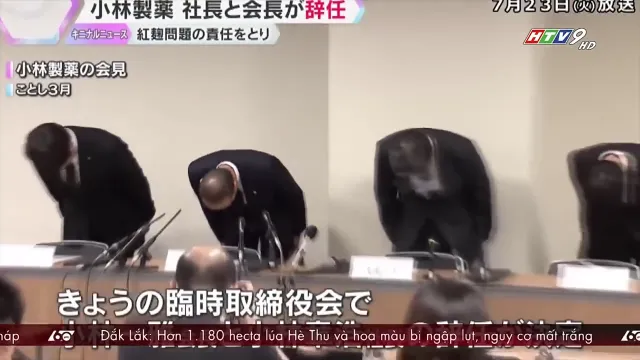 小林製薬 社長と会長が辞任
7月23日(火)放送
キニナルニュース 紅麹問題の責任をとり
HTV9 HD
小林製薬の会見
ことし3月
きょうの臨時取締役会で
háp
Đắk Lắk: Hơn 1.180 hecta lúa Hè Thu và hoa màu bị ngập lụt, nguy cơ mất trắng